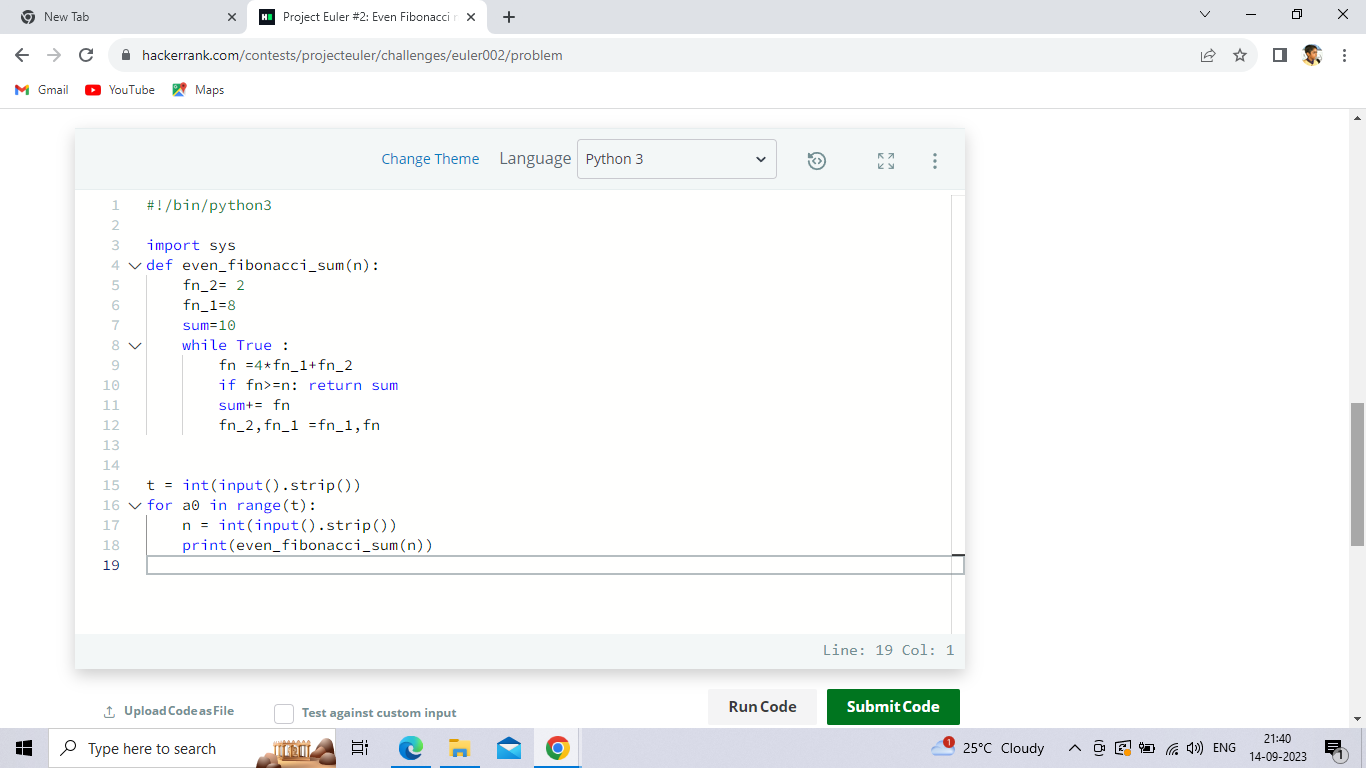 New Tab
Project Euler #2: Even Fibonacci
hackerrank.com/contests/projecteuler/challenges/euler002/problem
Gmail
YouTube
Maps
Change Theme
Language
Python 3
1 #!/bin/python3
2
3 import sys
4 def even_fibonacci_sum(n):
5     fn_2= 2
6     fn_1=8
7     sum=10
8     while True :
9         fn =4*fn_1+fn_2
10         if fn>=n: return sum
11         sum+= fn
12         fn_2,fn_1 =fn_1,fn
13
14
15 t = int(input().strip())
16 for a0 in range(t):
17     n = int(input().strip())
18     print(even_fibonacci_sum(n))
19
Line: 19 Col: 1
Upload Code as File
Test against custom input
Run Code
Submit Code
Type here to search
1
25°C Cloudy
ENG
21:40
14-09-2023
1